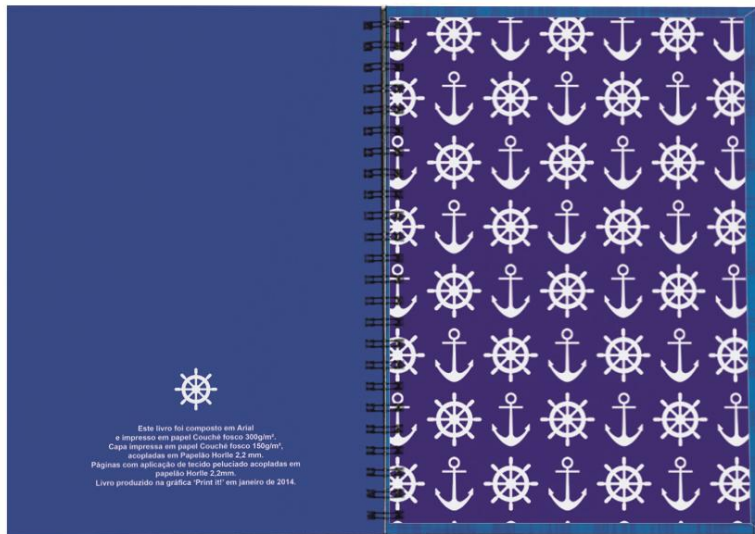 Este livro foi composto em Arial
e impresso em papel Couché fosco 300g/m².
Capa impressa em papel Couché fosco 150g/m²,
acopladas em Papelão Horlle 2,2 mm.
Páginas com aplicação de tecido peluciado acopladas em
papelão Horlle 2,2mm.
Livro produzido na gráfica 'Print it!' em janeiro de 2014.